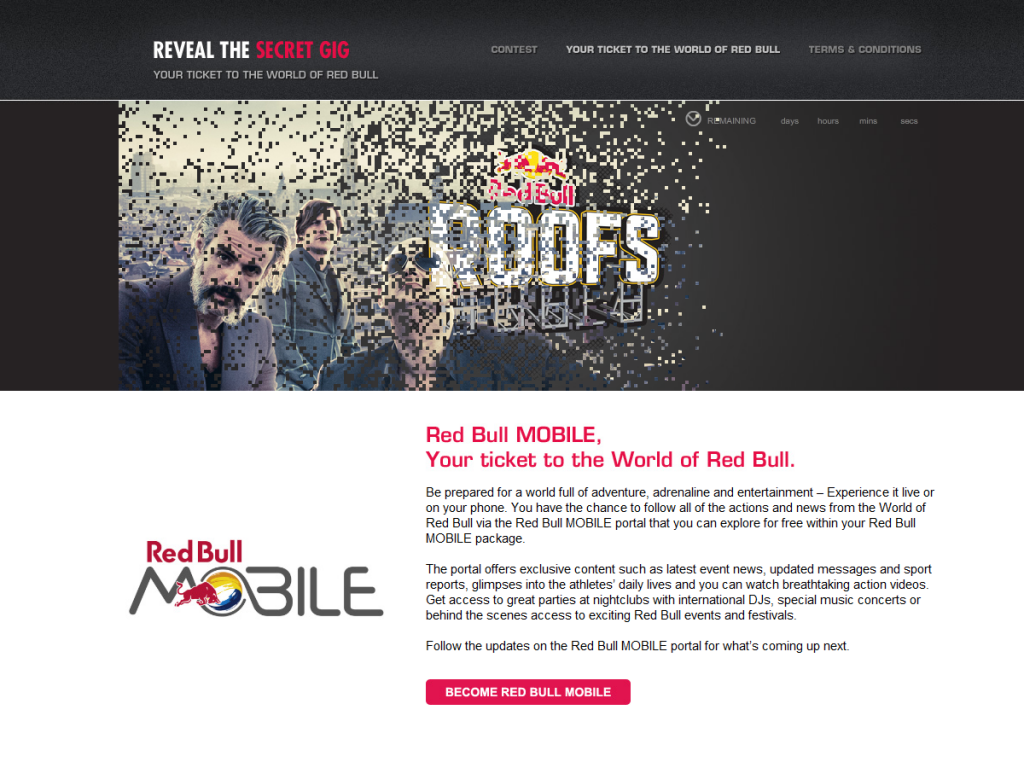 REVEAL THE SECRET GIG
YOUR TICKET TO THE WORLD OF RED BULL
CONTEST
YOUR TICKET TO THE WORLD OF RED BULL
TERMS & CONDITIONS
REMAINING days hours mins secs
Red Bull
ROOFS
Red Bull MOBILE,
Your ticket to the World of Red Bull.
Be prepared for a world full of adventure, adrenaline and entertainment – Experience it live or
on your phone. You have the chance to follow all of the actions and news from the World of
Red Bull via the Red Bull MOBILE portal that you can explore for free within your Red Bull
MOBILE package.
The portal offers exclusive content such as latest event news, updated messages and sport
reports, glimpses into the athletes’ daily lives and you can watch breathtaking action videos.
Get access to great parties at nightclubs with international DJs, special music concerts or
behind the scenes access to exciting Red Bull events and festivals.
Follow the updates on the Red Bull MOBILE portal for what’s coming up next.
Red Bull
MOBILE
BECOME RED BULL MOBILE